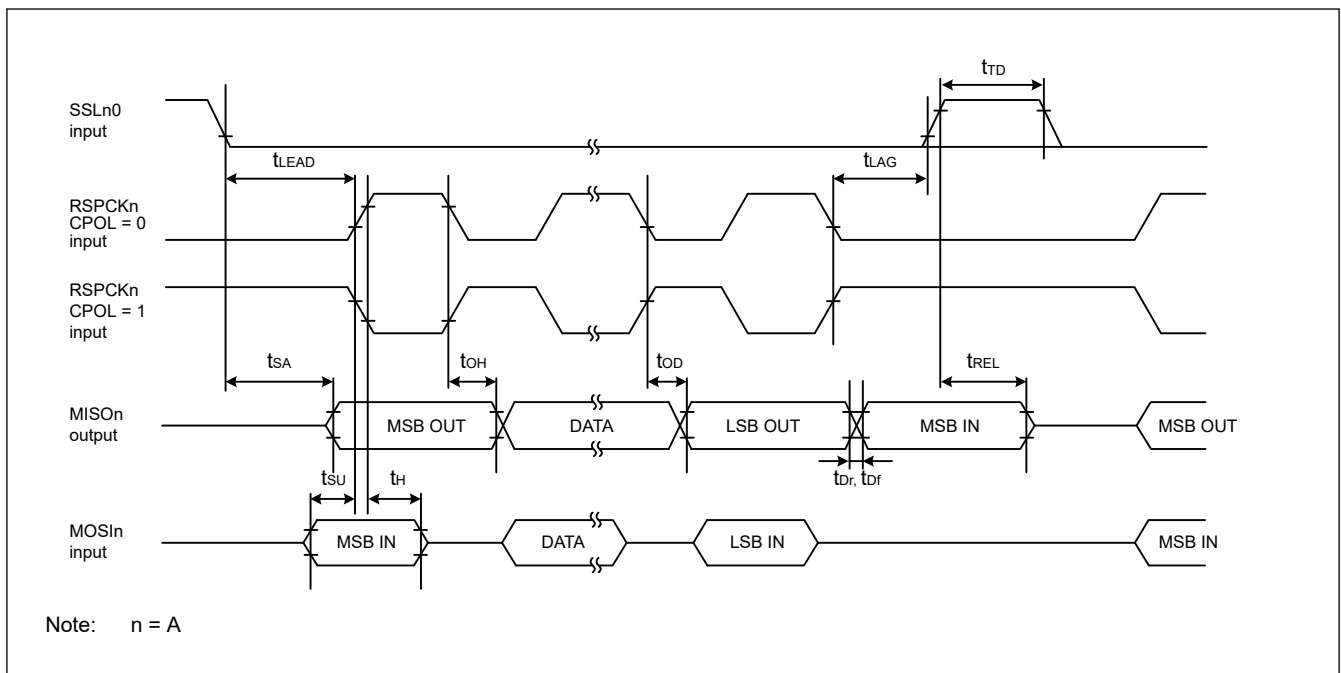 tTD
SSLn0
input
tLEAD
tLAG
RSPCKn
CPOL = 0
input
RSPCKn
CPOL = 1
input
tSA
tOH
tOD
tREL
MISOn
output
MSB OUT
DATA
LSB OUT
MSB IN
MSB OUT
tSU
tH
tDr, tDf
MOSIn
input
MSB IN
DATA
LSB IN
MSB IN
Note: n = A